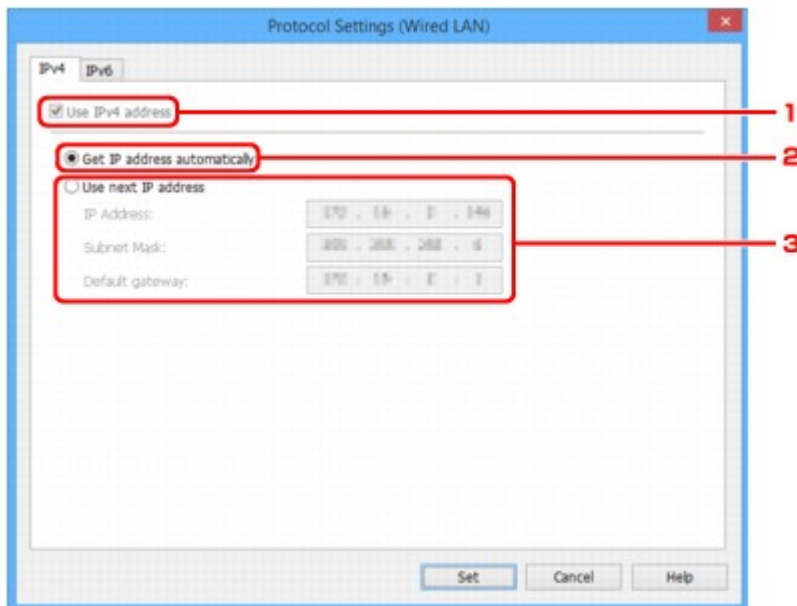 Protocol Settings (Wired LAN)
IPv4 IPv6
Use IPv4 address
1
Get IP address automatically
2
Use next IP address
IP Address:
Subnet Mask:
3
Default gateway:
Set Cancel Help